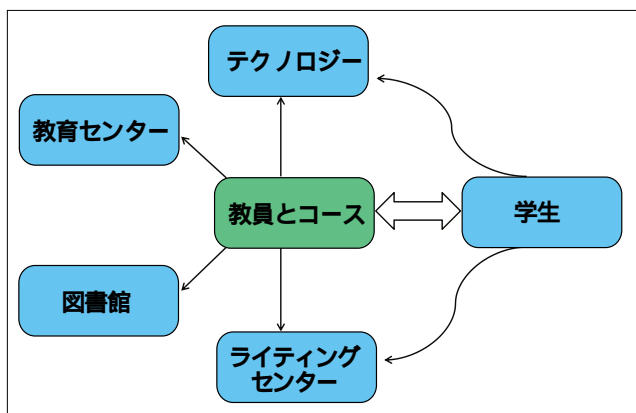 テクノロジー
教育センター
教員とコース
学生
図書館
ライティング
センター